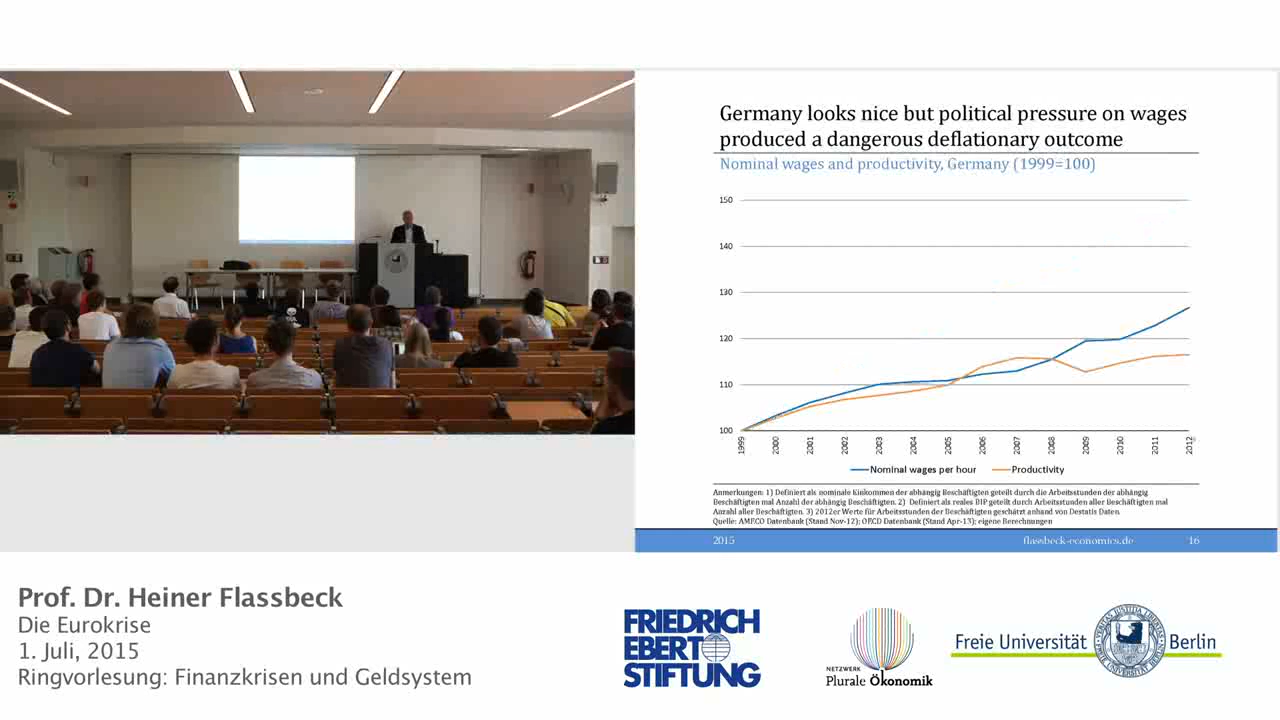 Germany looks nice but political pressure on wages
produced a dangerous deflationary outcome
Nominal wages and productivity, Germany (1999=100)
150
140
130
120
110
100
1999
2000
2001
2002
2003
2004
2005
2006
2007
2008
2009
2010
2011
2012
Nominal wages per hour
Productivity
Anmerkungen: 1) Definiert als nominale Einkommen der abhängig Beschäftigten geteilt durch die Arbeitsstunden der abhängig
Beschäftigten mal Anzahl der abhängig Beschäftigten. 2) Definiert als reales BIP geteilt durch Arbeitsstunden aller Beschäftigten mal
Anzahl aller Beschäftigten. 3) 2012er Werte für Arbeitsstunden der Beschäftigten geschätzt anhand von Destatis Daten.
Quelle: AMECO Datenbank (Stand Nov-12); OECD Datenbank (Stand Apr-13); eigene Berechnungen
2015
flassbeck-economics.de
16
Prof. Dr. Heiner Flassbeck
Die Eurokrise
1. Juli, 2015
Ringvorlesung: Finanzkrisen und Geldsystem
FRIEDRICH
EBERT
STIFTUNG
NETZWERK
Plurale Ökonomik
Freie Universität Berlin